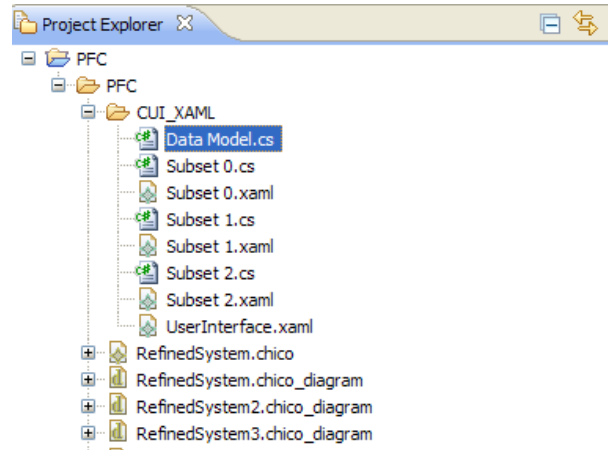 Project Explorer
PFC
PFC
CUI_XAML
Data Model.cs
Subset 0.cs
Subset 0.xaml
Subset 1.cs
Subset 1.xaml
Subset 2.cs
Subset 2.xaml
UserInterface.xaml
RefinedSystem.chico
RefinedSystem.chico_diagram
RefinedSystem2.chico_diagram
RefinedSystem3.chico_diagram